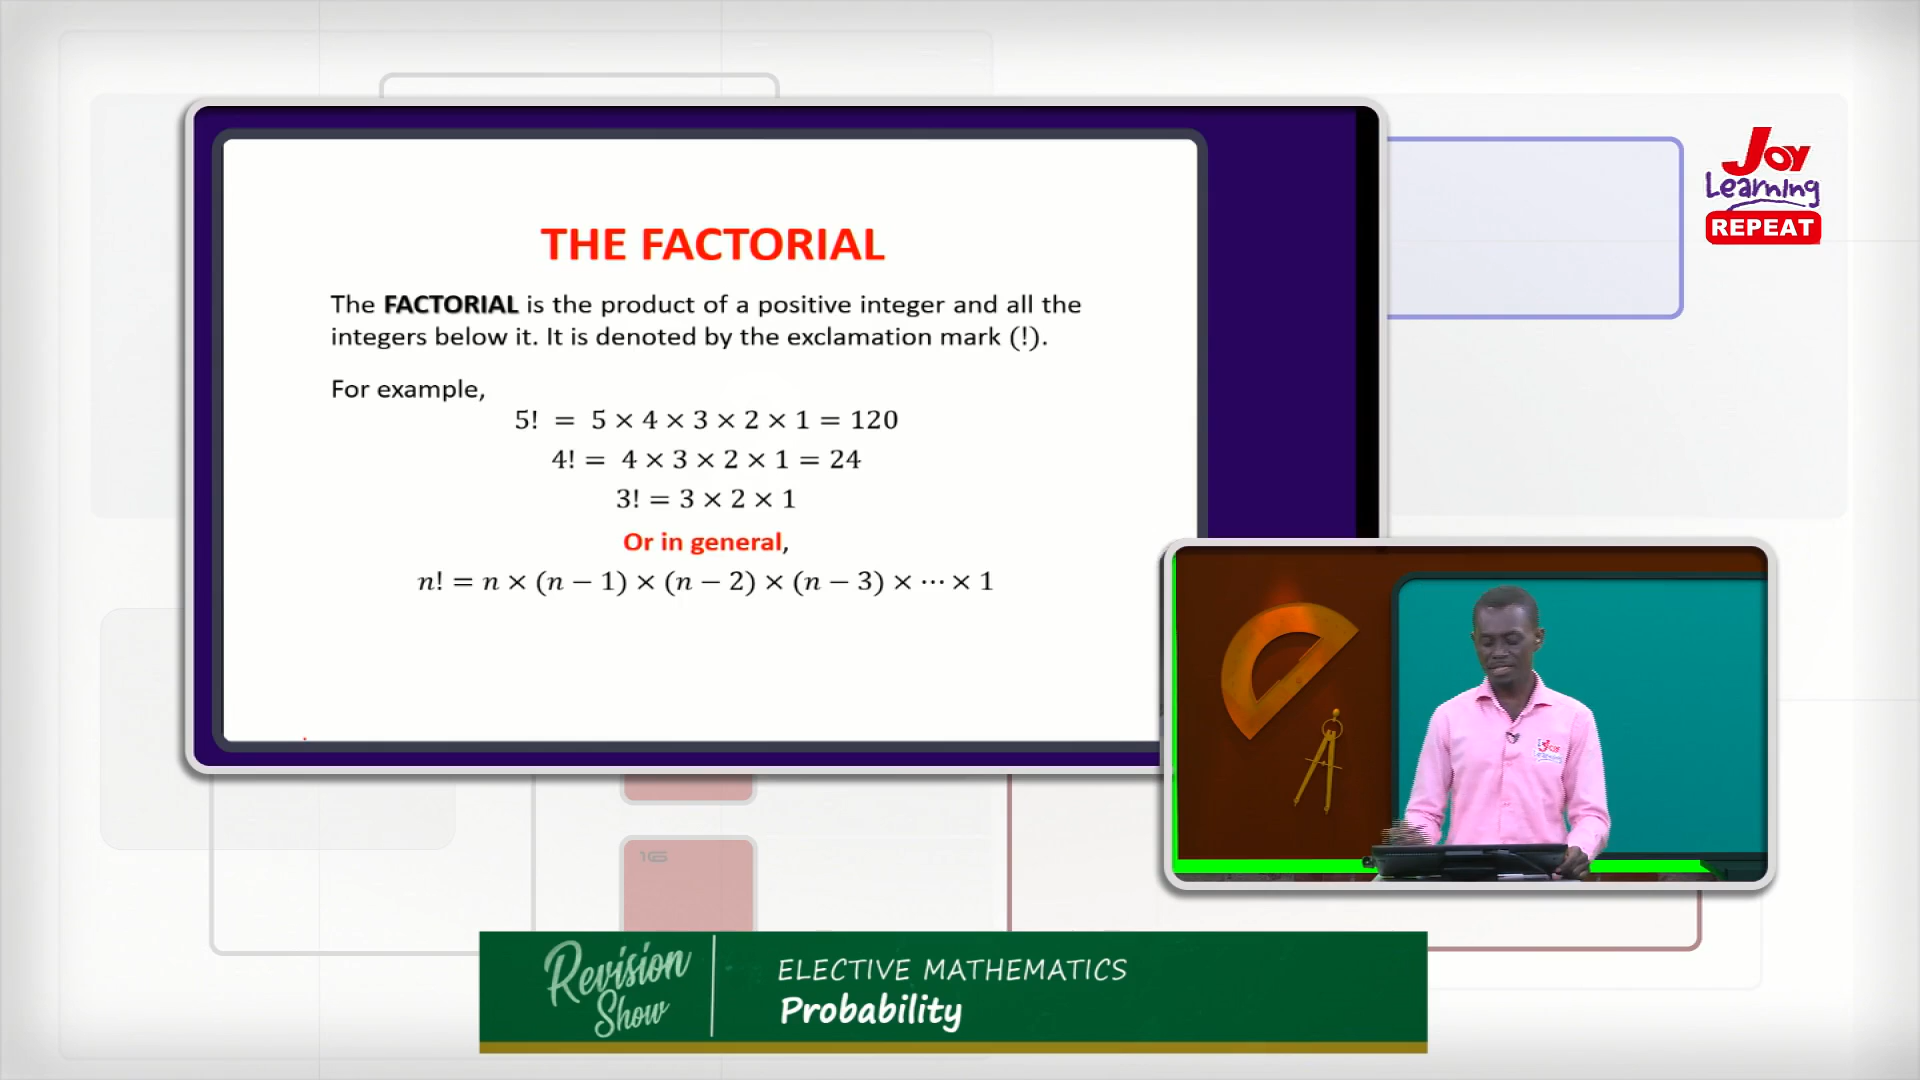 THE FACTORIAL
The FACTORIAL is the product of a positive integer and all the
integers below it. It is denoted by the exclamation mark (!).
For example,
5! = 5 × 4 × 3 × 2 × 1 = 120
4! = 4 × 3 × 2 × 1 = 24
3! = 3 × 2 × 1
Or in general,
n! = n × (n − 1) × (n − 2) × (n − 3) × ⋯ × 1
Joy
Learning
REPEAT
16
Revision
Show
ELECTIVE MATHEMATICS
Probability